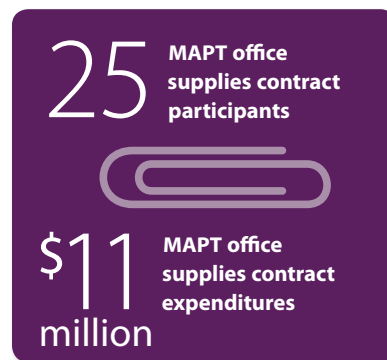 25
MAPT office
supplies contract
participants
$11
million
MAPT office
supplies contract
expenditures